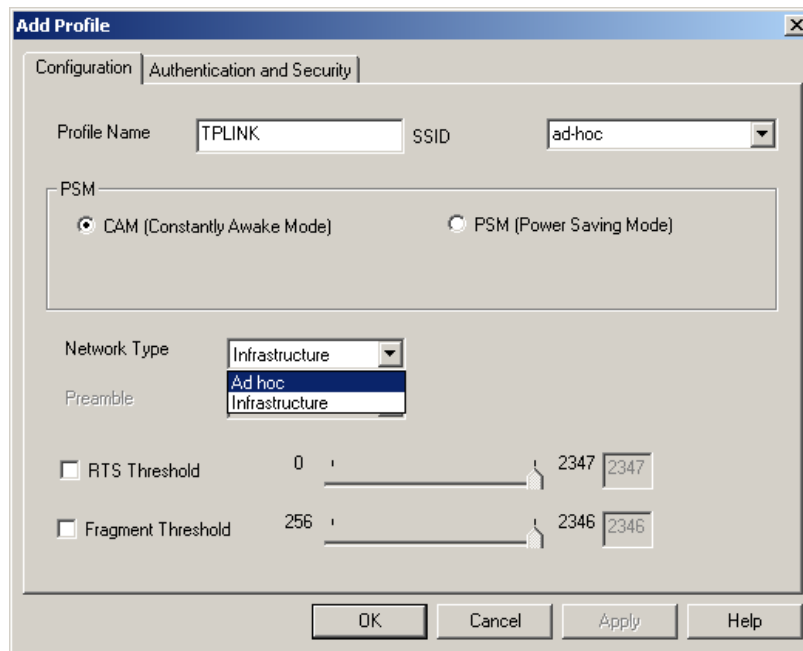 Add Profile
Configuration Authentication and Security
Profile Name TPLINK SSID ad-hoc
PSM
CAM (Constantly Awake Mode) PSM (Power Saving Mode)
Network Type Infrastructure
Ad hoc
Preamble
Infrastructure
RTS Threshold 0 2347 2347
Fragment Threshold 256 2346 2346
OK Cancel Apply Help